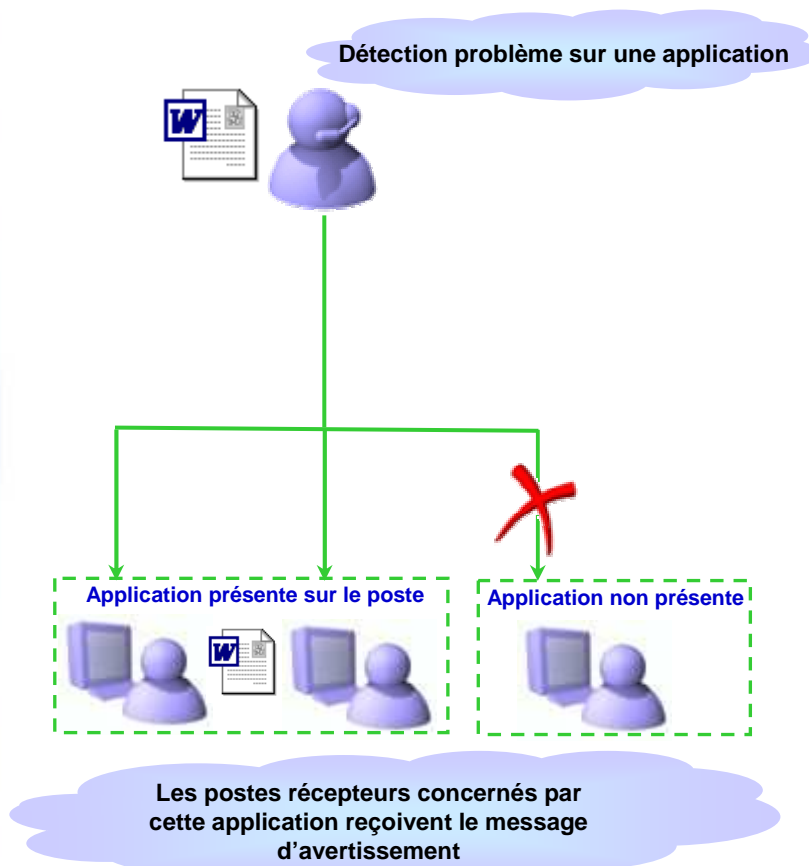 Détection problème sur une application
W
Application présente sur le poste
Application non présente
W
Les postes récepteurs concernés par
cette application reçoivent le message
d'avertissement